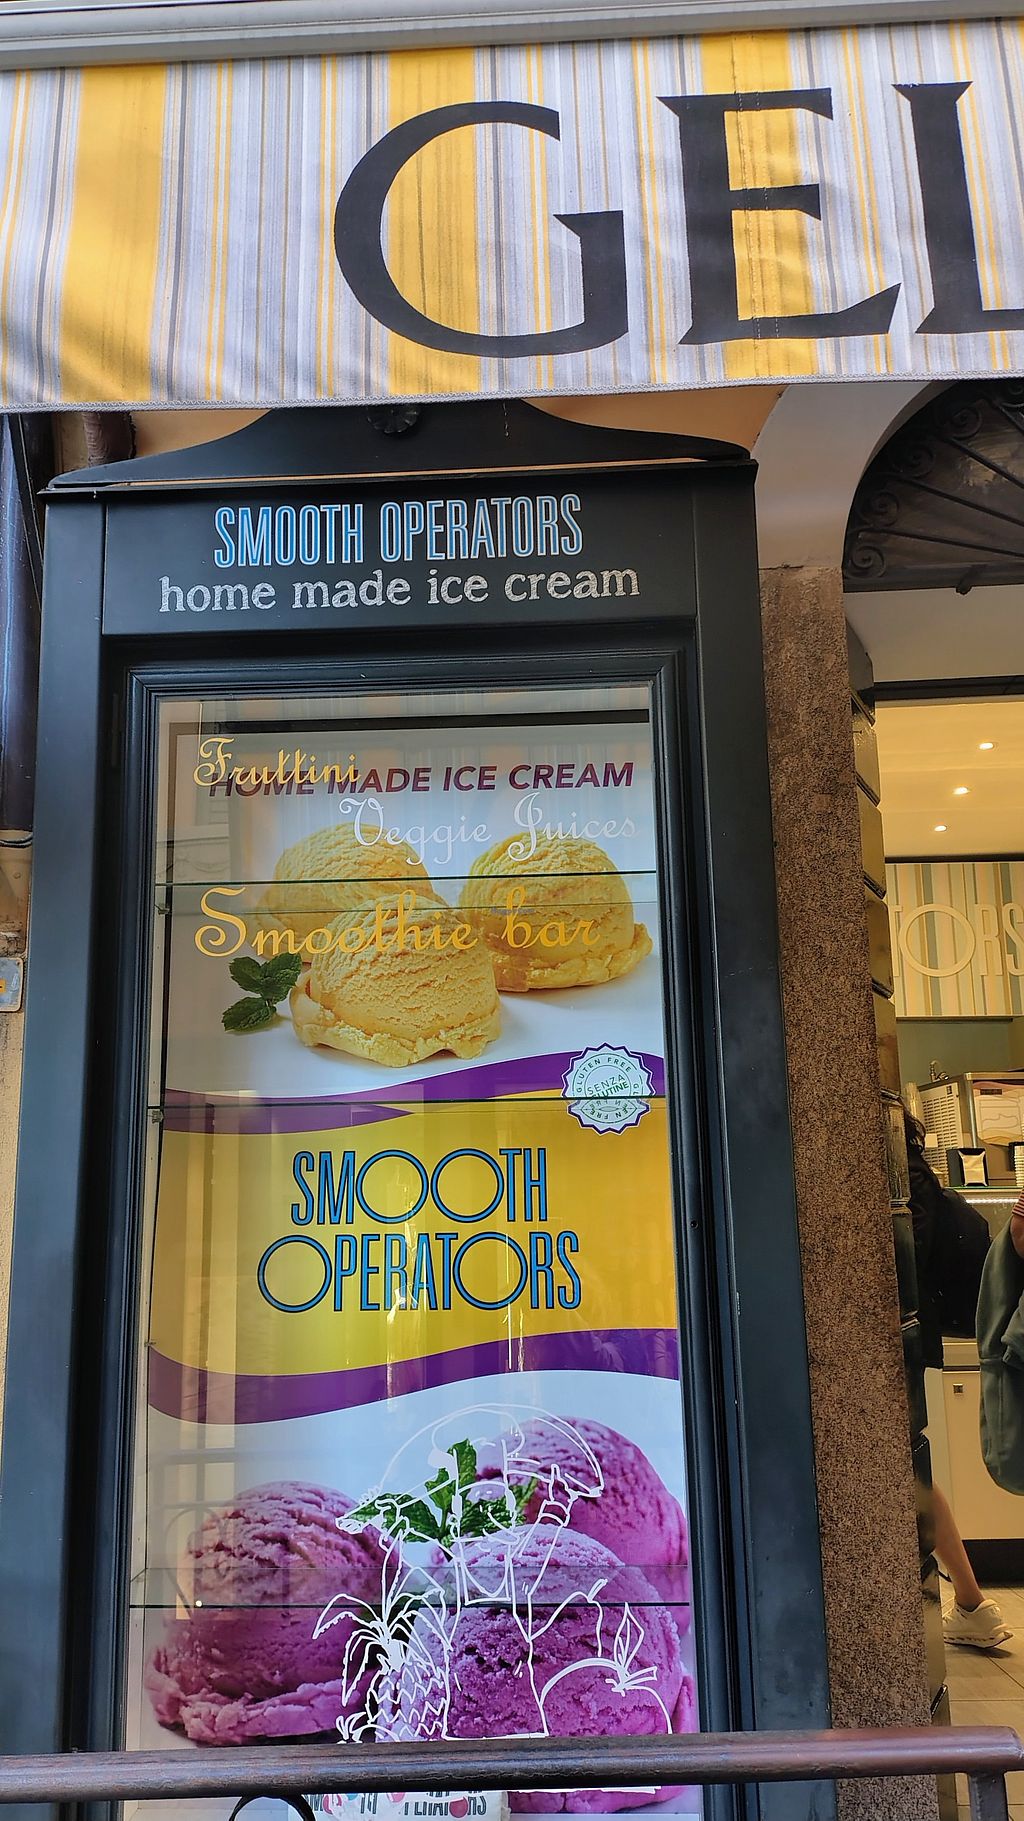 GEL
SMOOTH OPERATORS
home made ice cream
Fruttini
HOME MADE ICE CREAM
Veggie Juices
Smoothie bar
GLUTEN FREE
SENZA
GLUTINE
SMOOTH
OPERATORS
TORS